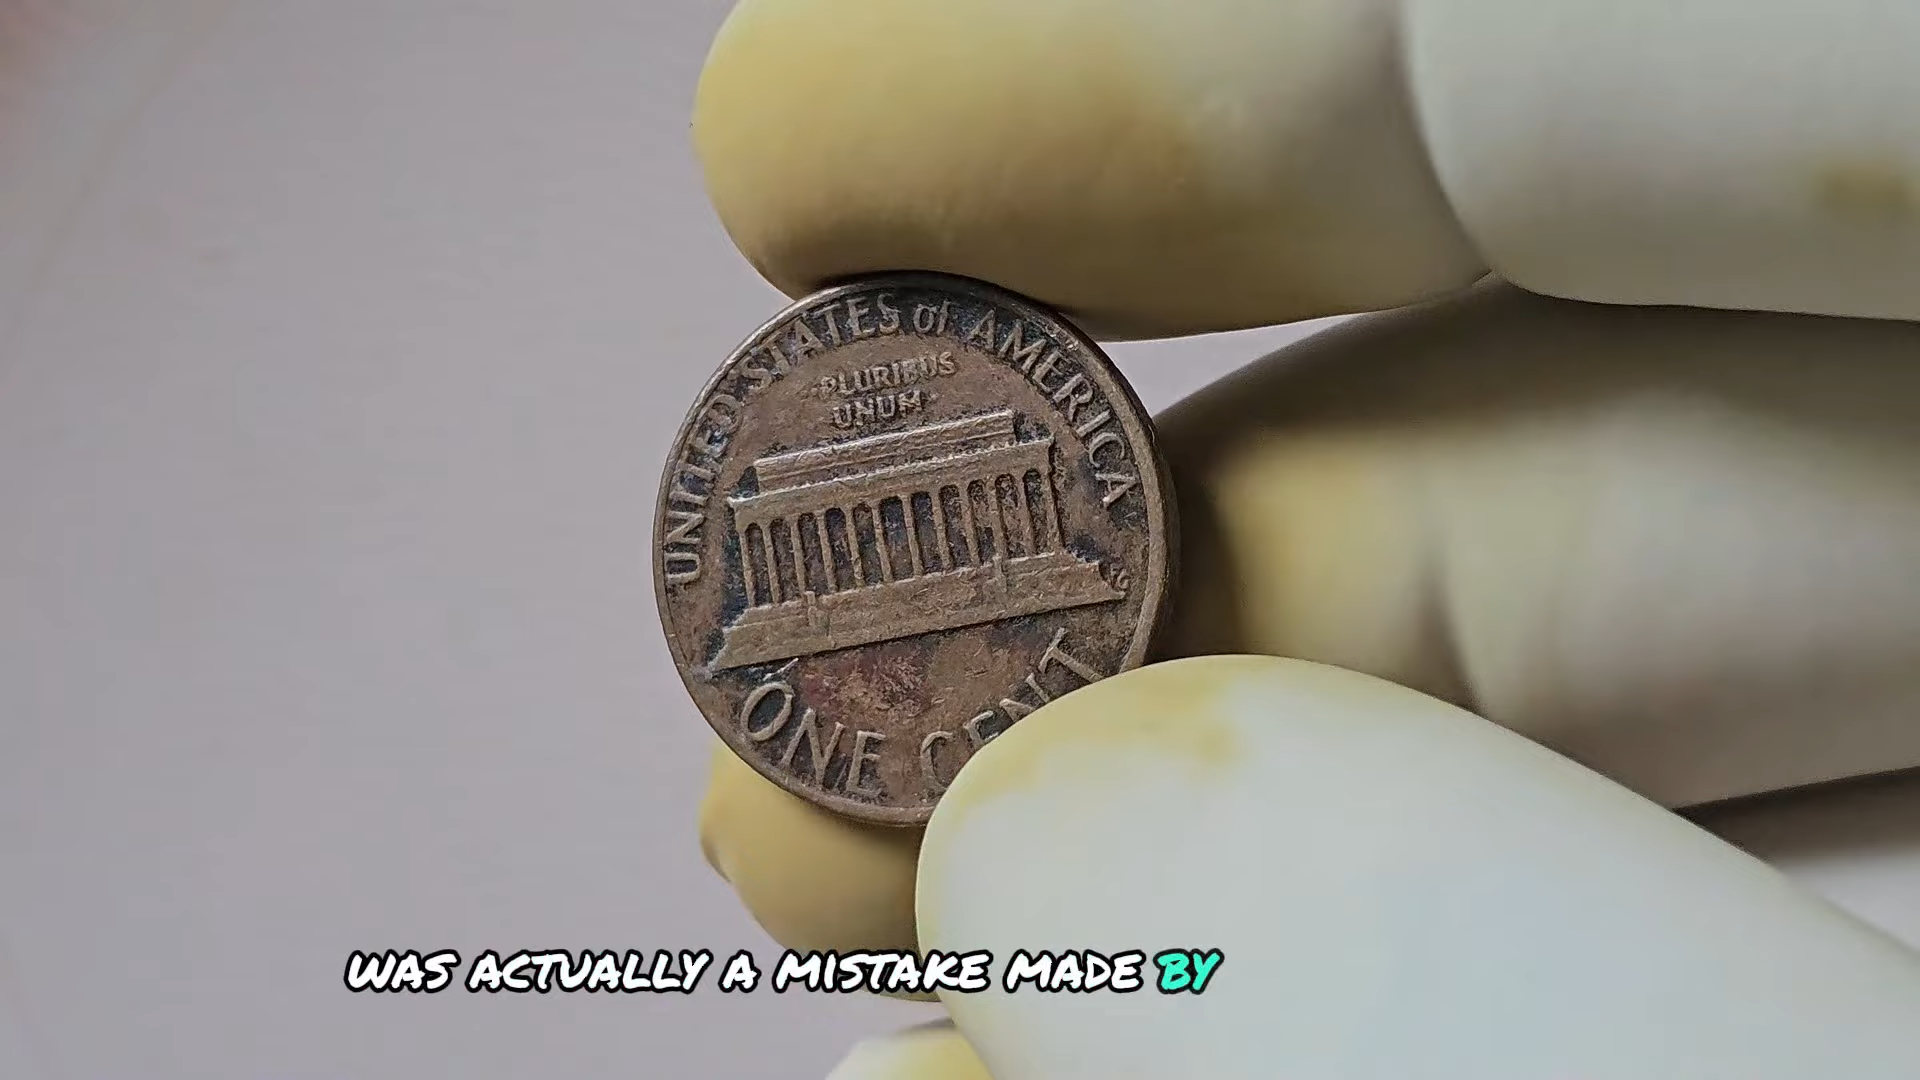 UNITED STATES of AMERICA
PLURIBUS
UNUM
ONE CENT
WAS ACTUALLY A MISTAKE MADE BY